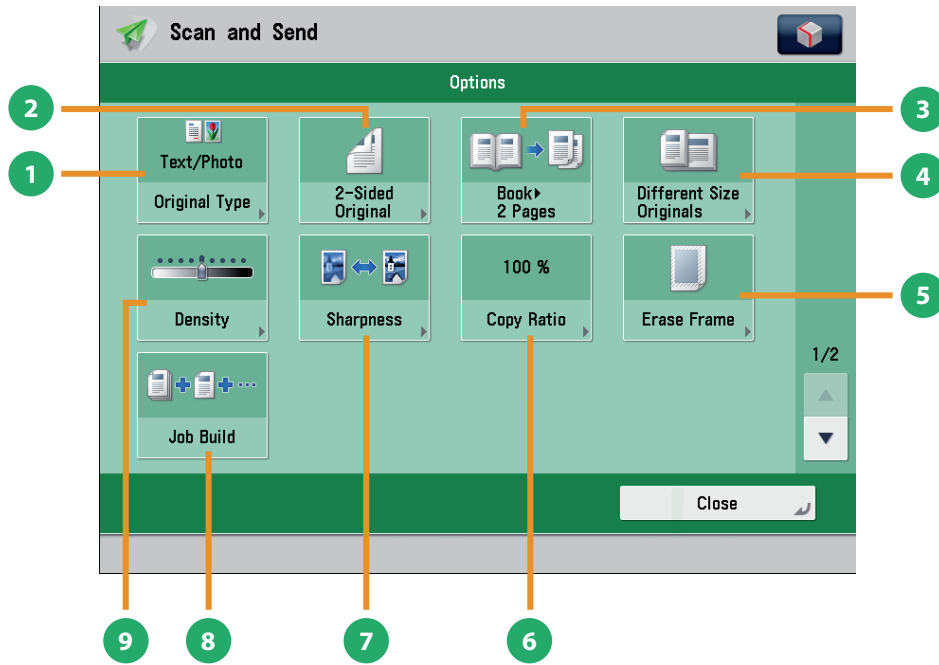 Scan and Send
Options
2
3
1
Text/Photo
Original Type
2-Sided
Original
Book▸
2 Pages
Different Size
Originals
4
Density
Sharpness
100 %
Copy Ratio
Erase Frame
5
1/2
Job Build
Close
9
8
7
6